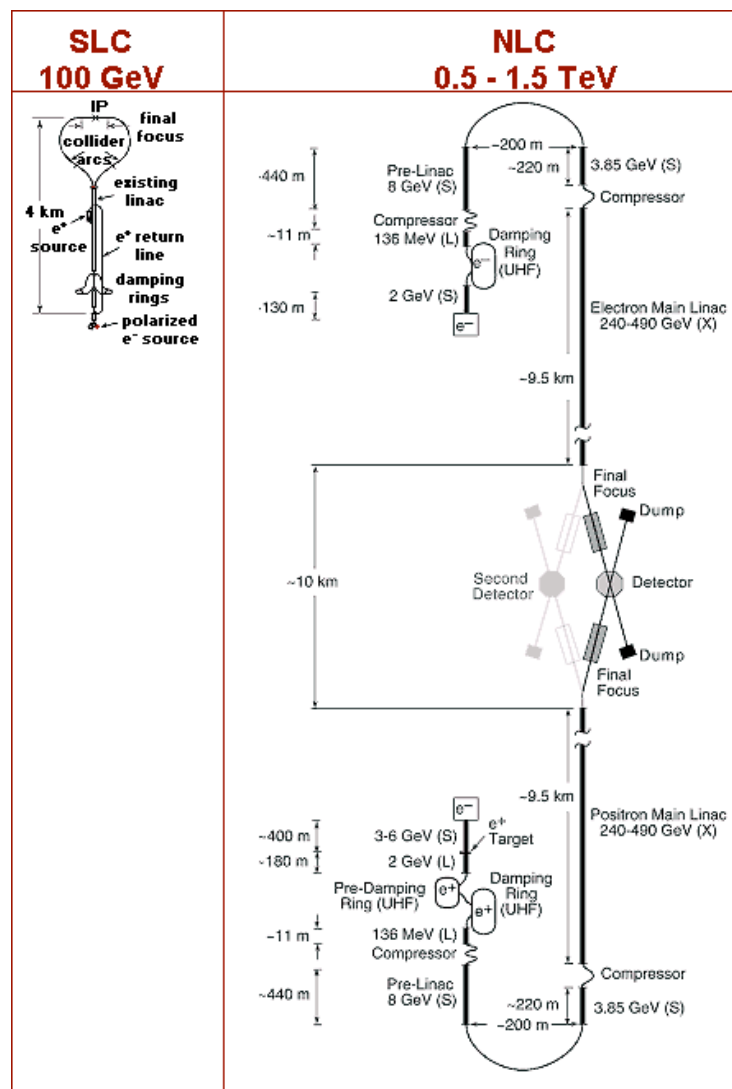 SLC
100 GeV
NLC
0.5 - 1.5 TeV
IP
final
focus
collider
arcs
existing
linac
4 km
e⁺
source
e⁺ return
line
damping
rings
polarized
e⁻ source
~200 m
~220 m
3.85 GeV (S)
-440 m
Pre-Linac
8 GeV (S)
Compressor
Compressor
136 MeV (L)
~11 m
Damping
Ring
(UHF)
e−
2 GeV (S)
-130 m
e−
Electron Main Linac
240-490 GeV (X)
~9.5 km
Final
Focus
Dump
~10 km
Second
Detector
Detector
Dump
Final
Focus
~9.5 km
Positron Main Linac
240-490 GeV (X)
e−
e+
Target
~400 m
3-6 GeV (S)
~180 m
2 GeV (L)
Pre-Damping
Ring (UHF)
e+
Damping
Ring
(UHF)
e+
~11 m
136 MeV (L)
Compressor
Compressor
~440 m
Pre-Linac
8 GeV (S)
~220 m
3.85 GeV (S)
~200 m